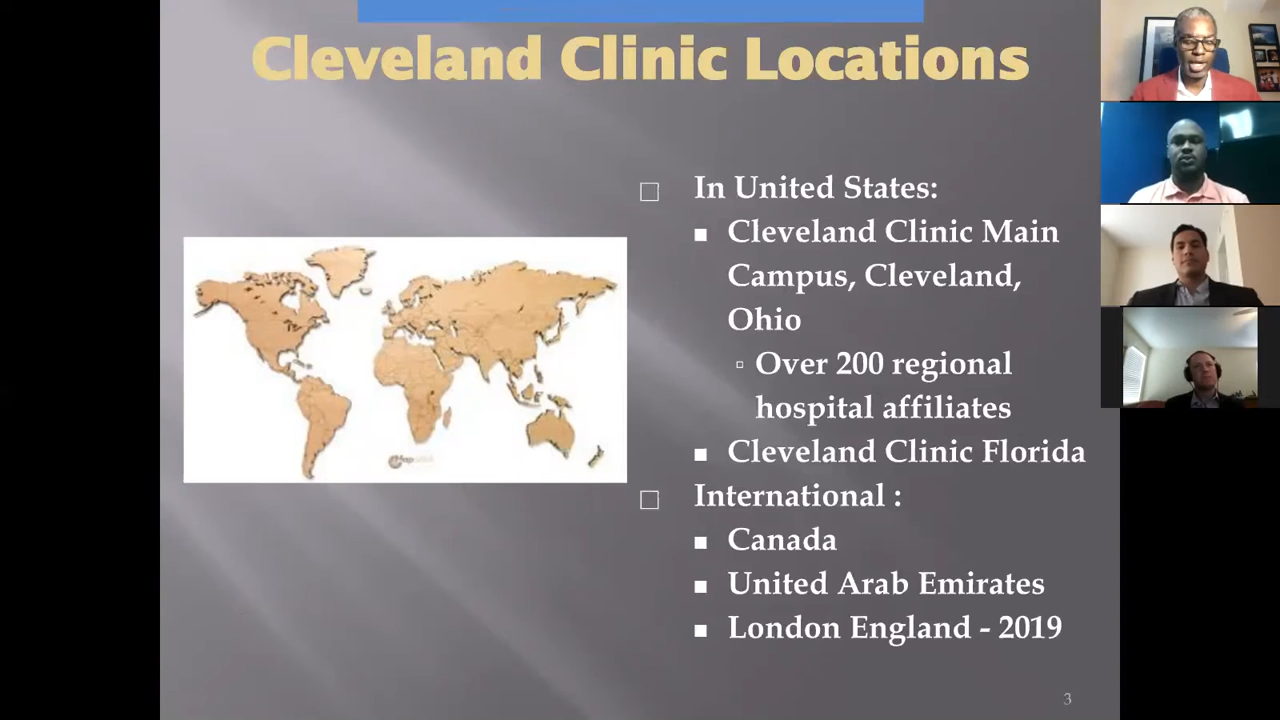 Cleveland Clinic Locations
In United States:
Cleveland Clinic Main
Campus, Cleveland,
Ohio
Over 200 regional
hospital affiliates
Cleveland Clinic Florida
International :
Canada
United Arab Emirates
London England - 2019
3